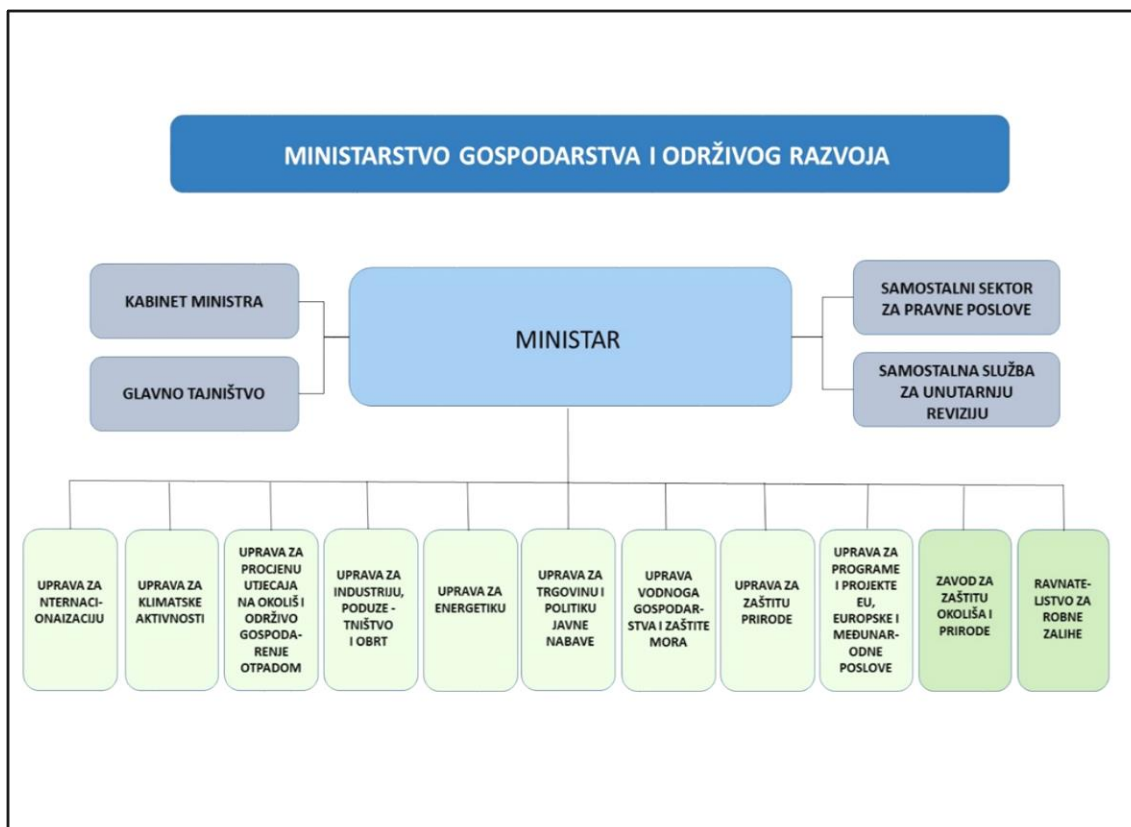 MINISTARSTVO GOSPODARSTVA I ODRŽIVOG RAZVOJA
KABINET MINISTRA
GLAVNO TAJNIŠTVO
MINISTAR
SAMOSTALNI SEKTOR
ZA PRAVNE POSLOVE
SAMOSTALNA SLUŽBA
ZA UNUTARNJU
REVIZIJU
UPRAVA ZA
NTERNACI-
ONAIZACIJU
UPRAVA ZA
KLIMATSKE
AKTIVNOSTI
UPRAVA ZA
PROCJENU
UTJECAJA
NA OKOLIŠ I
ODRŽIVO
GOSPODA-
RENJE
OTPADOM
UPRAVA ZA
INDUSTRIJU,
PODUZE -
TNIŠTVO
I OBRT
UPRAVA ZA
ENERGETIKU
UPRAVA ZA
TRGOVINU I
POLITIKU
JAVNE
NABAVE
UPRAVA
VODNOGA
GOSPODAR-
STVA I ZAŠTITE
MORA
UPRAVA ZA
ZAŠTITU
PRIRODE
UPRAVA ZA
PROGRAME
I PROJEKTE
EU,
EUROPSKE I
MEĐUNAR-
ODNE
POSLOVE
ZAVOD ZA
ZAŠTITU
OKOLIŠA I
PRIRODE
RAVNATE-
LJSTVO ZA
ROBNE
ZALIHE